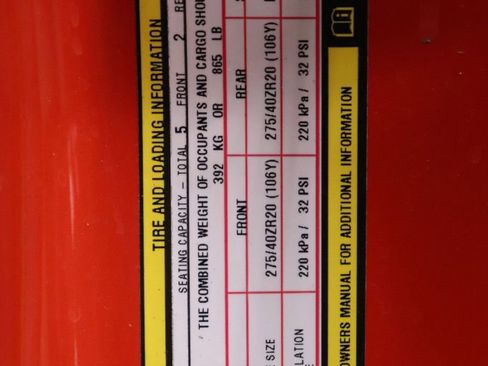 TIRE AND LOADING INFORMATION
SEATING CAPACITY - TOTAL 5 FRONT 2
THE COMBINED WEIGHT OF OCCUPANTS AND CARGO
392 KG OR 865 LB
FRONT REAR
SIZE 275/40ZR20 (106Y) 275/40ZR20 (106Y)
220 kPa / 32 PSI 220 kPa / 32 PSI
OWNERS MANUAL FOR ADDITIONAL INFORMATION